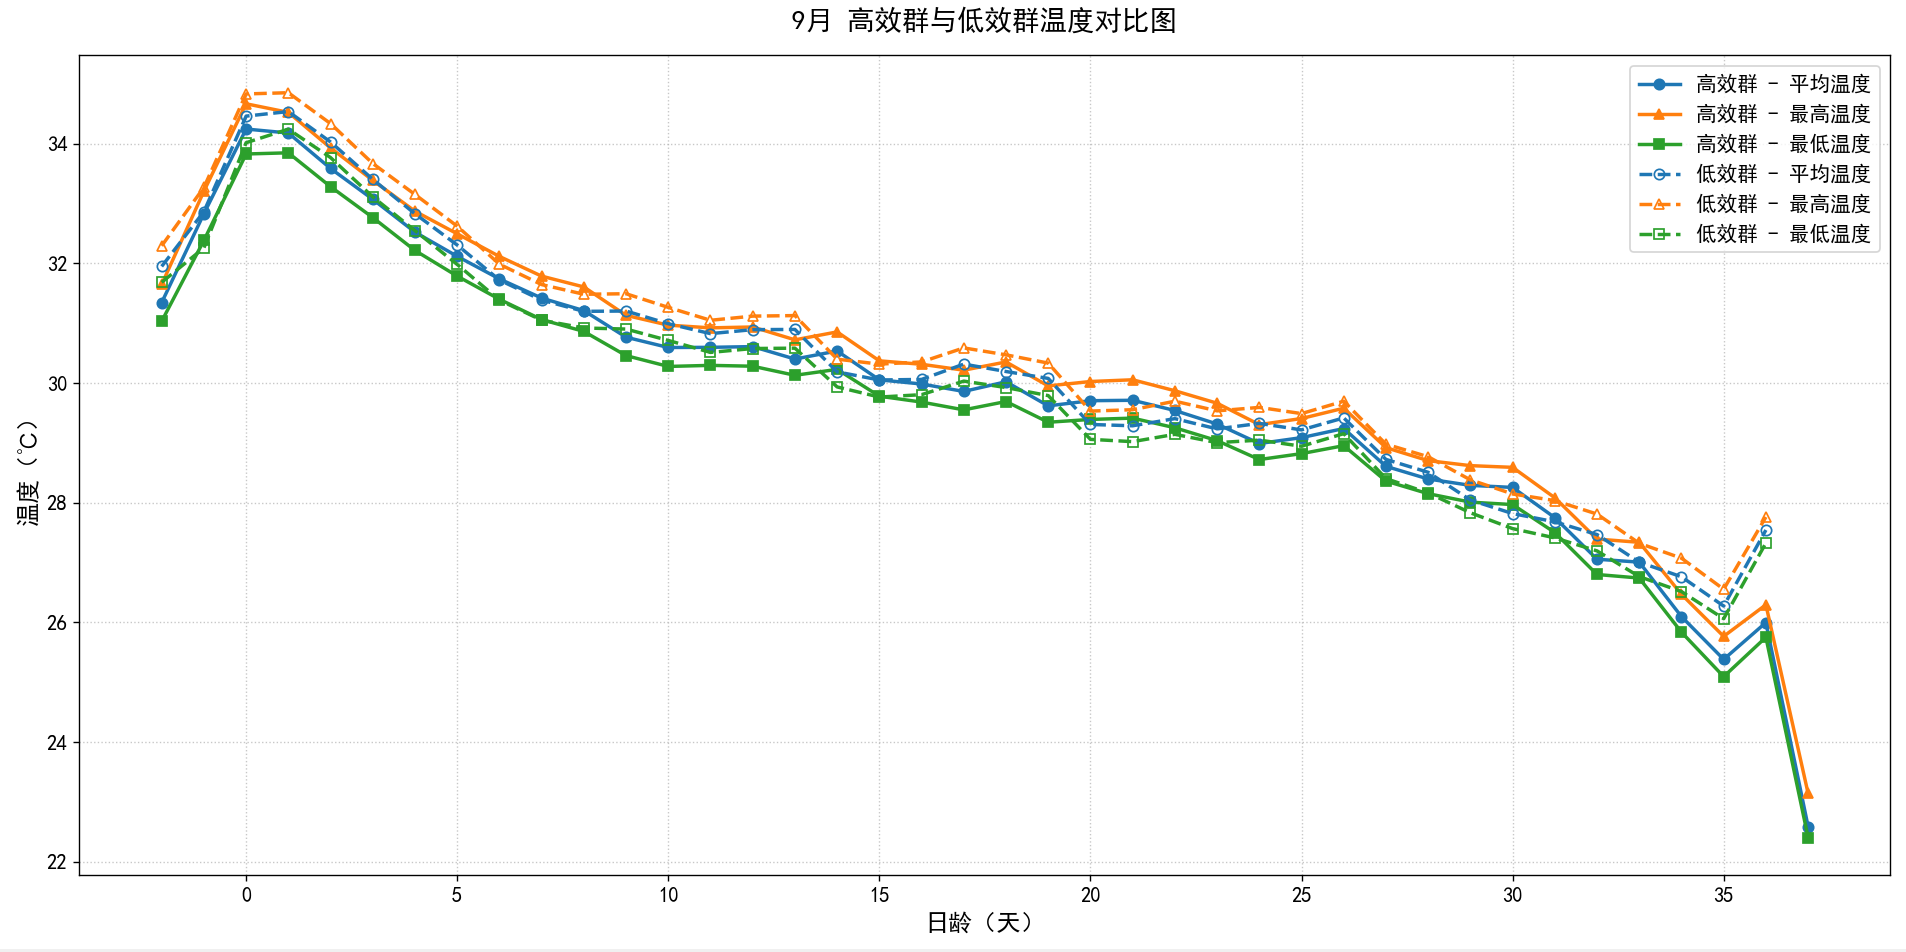 9月 高效群与低效群温度对比图
高效群 - 平均温度
高效群 - 最高温度
高效群 - 最低温度
低效群 - 平均温度
低效群 - 最高温度
低效群 - 最低温度
温度（℃）
34
32
30
28
26
24
22
0 5 10 15 20 25 30 35
日龄（天）